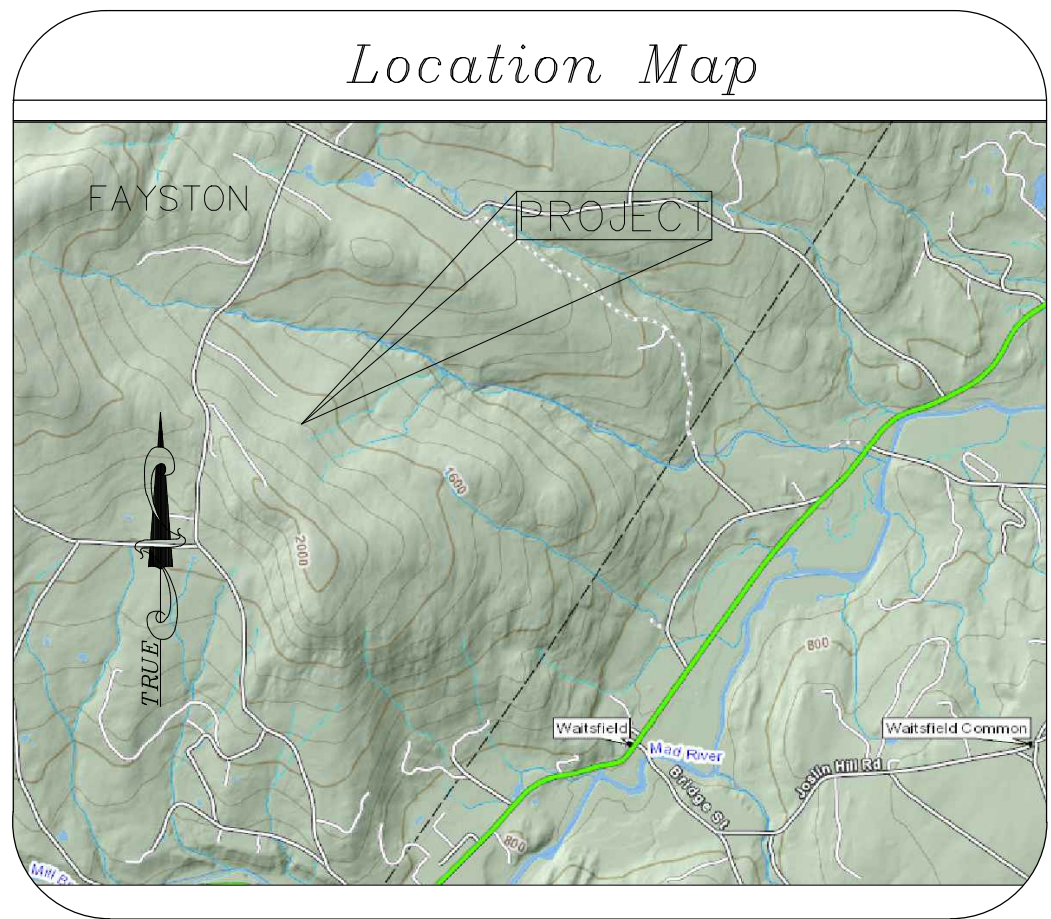 Location Map
FAYSTON
PROJECT
1600
2000
TRUE
800
Waitsfield
Waitsfield Common
Mad River
Joslin Hill Rd
Bridge St
800
Mill